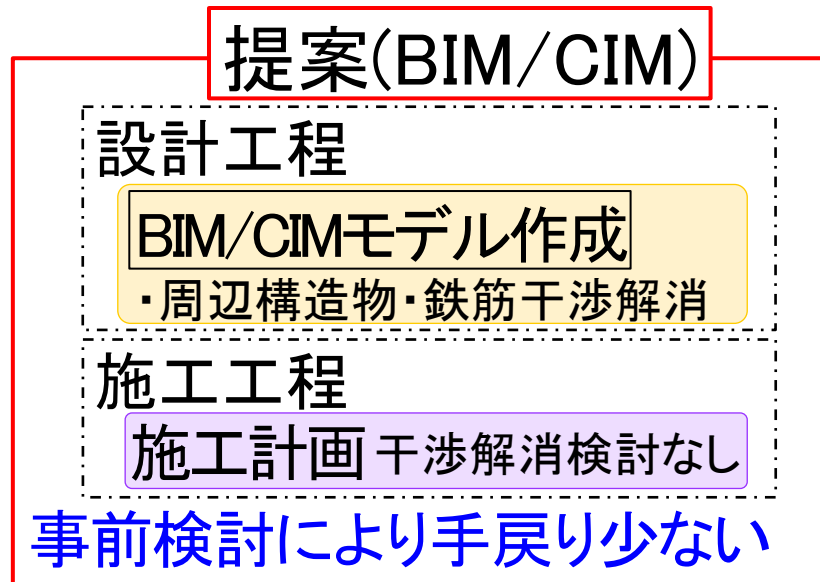 提案(BIM/CIM)
設計工程
BIM/CIMモデル作成
・周辺構造物・鉄筋干渉解消
施工工程
施工計画 干渉解消検討なし
事前検討により手戻り少ない